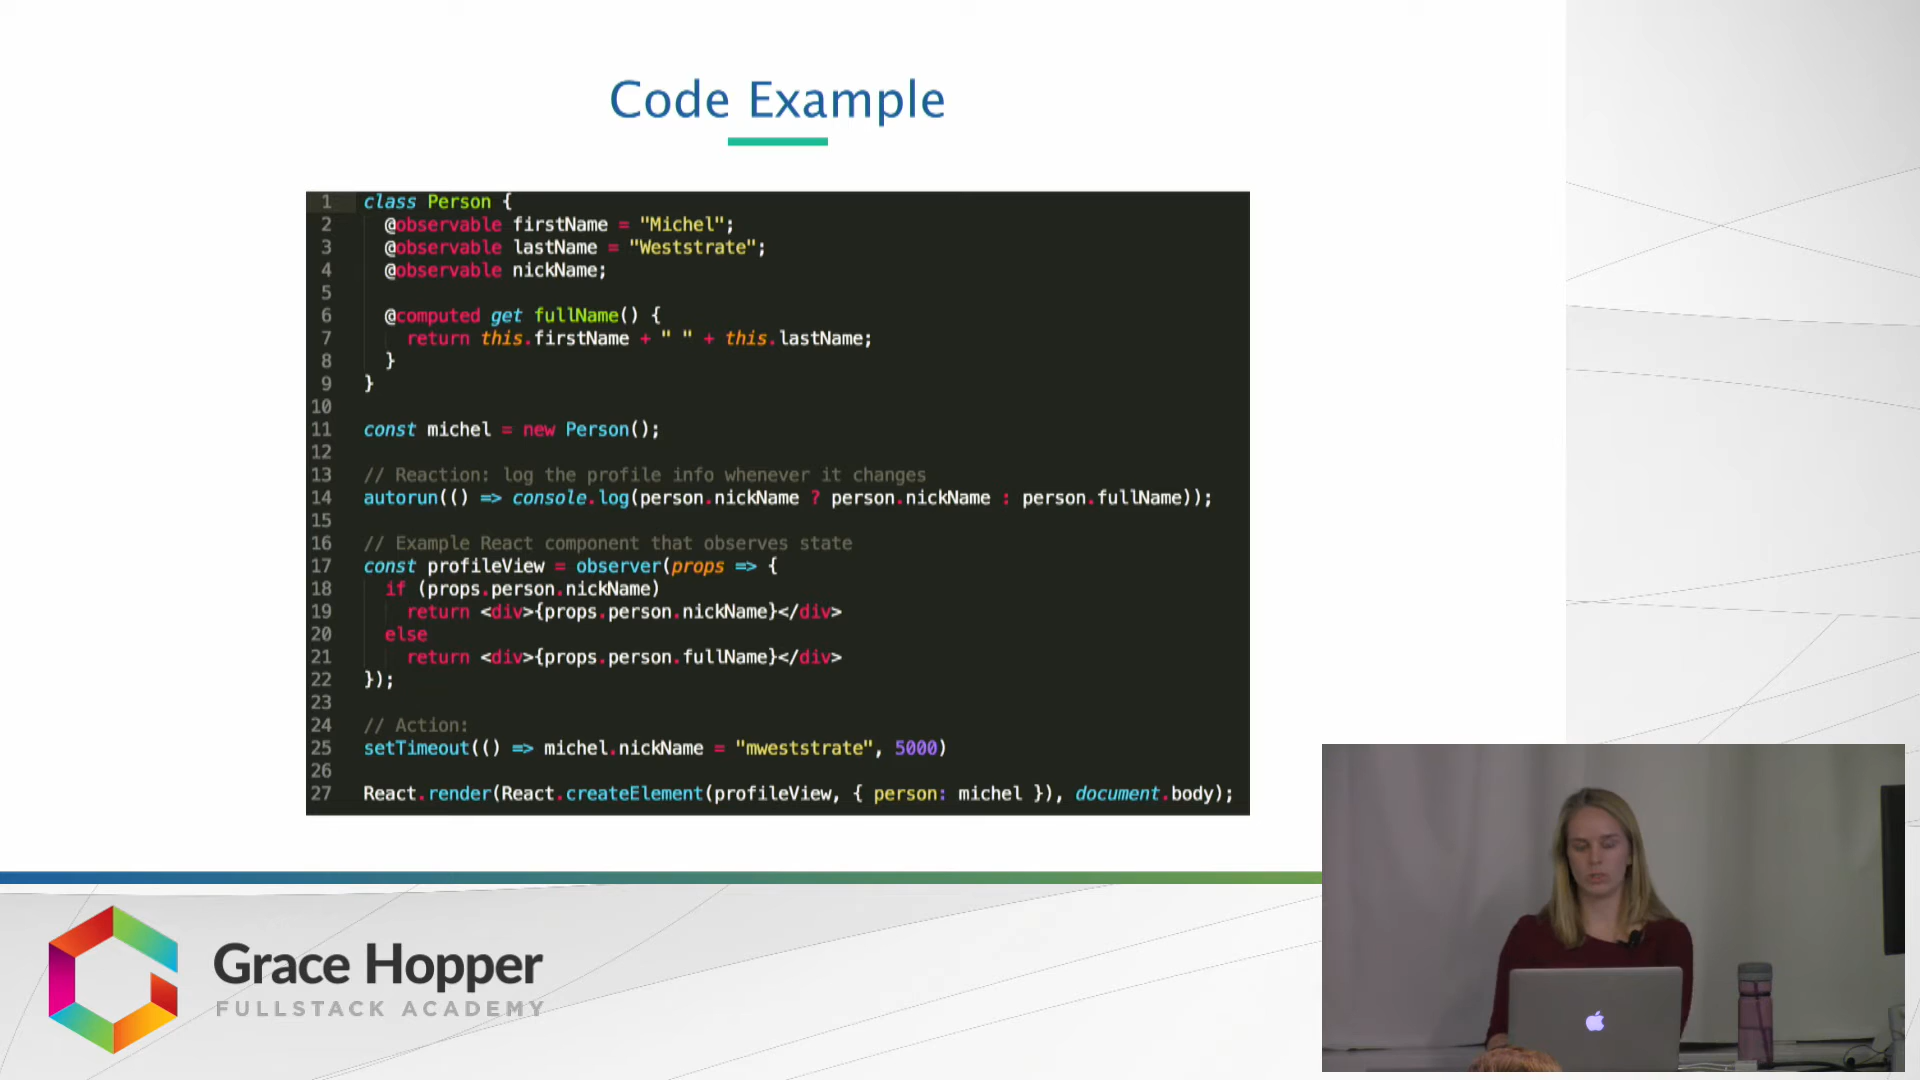 Code Example
1 class Person {
2 @observable firstName = "Michel";
3 @observable lastName = "Weststrate";
4 @observable nickName;
5
6 @computed get fullName() {
7 return this.firstName + " " + this.lastName;
8 }
9 }
10
11 const michel = new Person();
12
13 // Reaction: log the profile info whenever it changes
14 autorun(() => console.log(person.nickName ? person.nickName : person.fullName));
15
16 // Example React component that observes state
17 const profileView = observer(props => {
18 if (props.person.nickName)
19 return <div>{props.person.nickName}</div>
20 else
21 return <div>{props.person.fullName}</div>
22 });
23
24 // Action:
25 setTimeout(() => michel.nickName = "mweststrate", 5000)
26
27 React.render(React.createElement(profileView, { person: michel }), document.body);
Grace Hopper
FULLSTACK ACADEMY